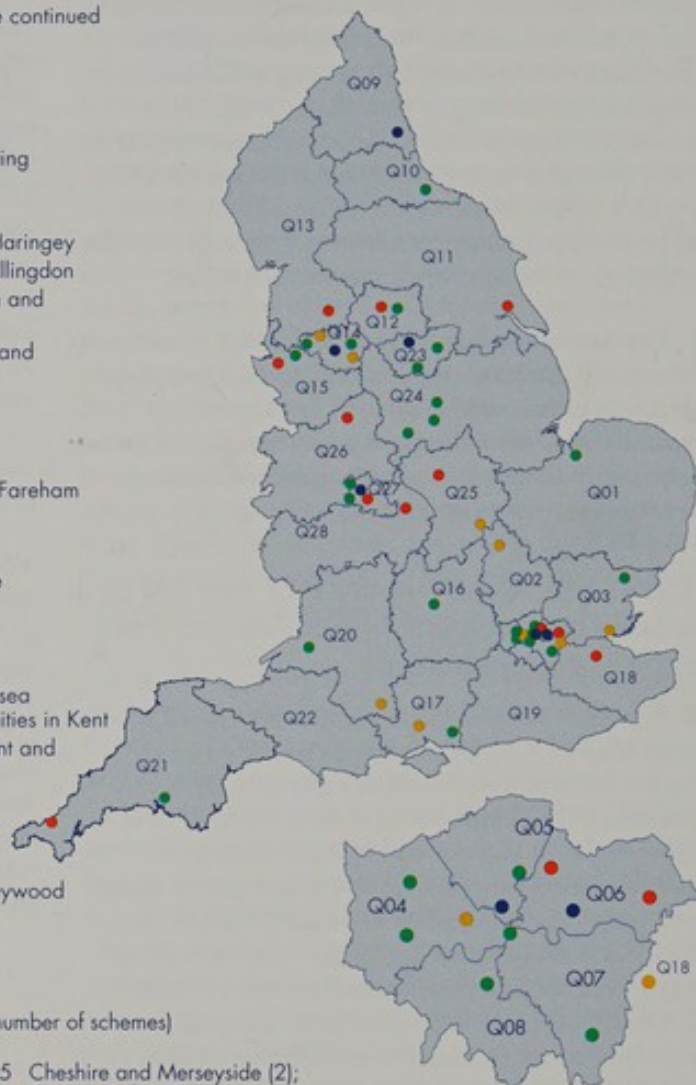 continued
ing
Haringey
llingdon
and
and
Fareham
sea
ities in Kent
nt and
ywood
umber of schemes)
5 Cheshire and Merseyside (2);
Q09
Q10
Q13
Q11
Q12
Q14
Q23
Q15
Q24
Q26
Q27
Q25
Q01
Q28
Q02
Q16
Q03
Q20
Q18
Q17
Q22
Q19
Q21
Q05
Q04
Q06
Q07
Q18
Q08